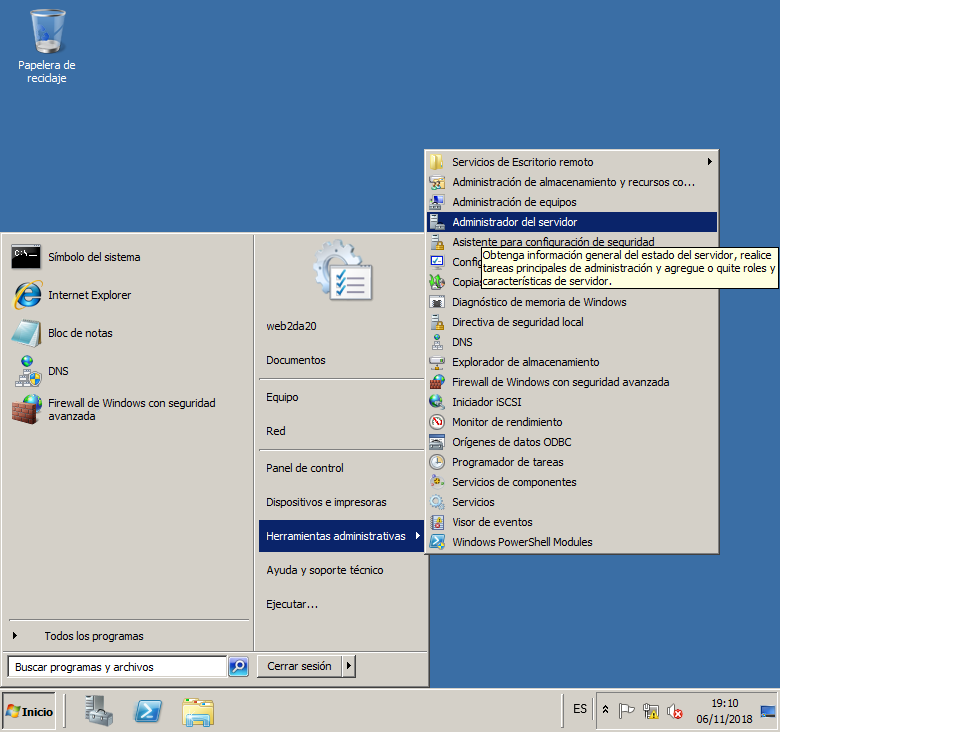 Papelera de
reciclaje
Servicios de Escritorio remoto
Administración de almacenamiento y recursos co...
Administración de equipos
Administrador del servidor
Asistente para configuración de seguridad
Obtenga información general del estado del servidor, realice
tareas principales de administración y agregue o quite roles y
características de servidor.
Diagnóstico de memoria de Windows
Directiva de seguridad local
DNS
Explorador de almacenamiento
Firewall de Windows con seguridad avanzada
Iniciador iSCSI
Monitor de rendimiento
Orígenes de datos ODBC
Programador de tareas
Servicios de componentes
Servicios
Visor de eventos
Windows PowerShell Modules
C:\
Símbolo del sistema
Internet Explorer
Bloc de notas
DNS
Firewall de Windows con seguridad
avanzada
Todos los programas
Buscar programas y archivos
web2da20
Documentos
Equipo
Red
Panel de control
Dispositivos e impresoras
Herramientas administrativas
Ayuda y soporte técnico
Ejecutar...
Cerrar sesión
Inicio
ES
19:10
06/11/2018